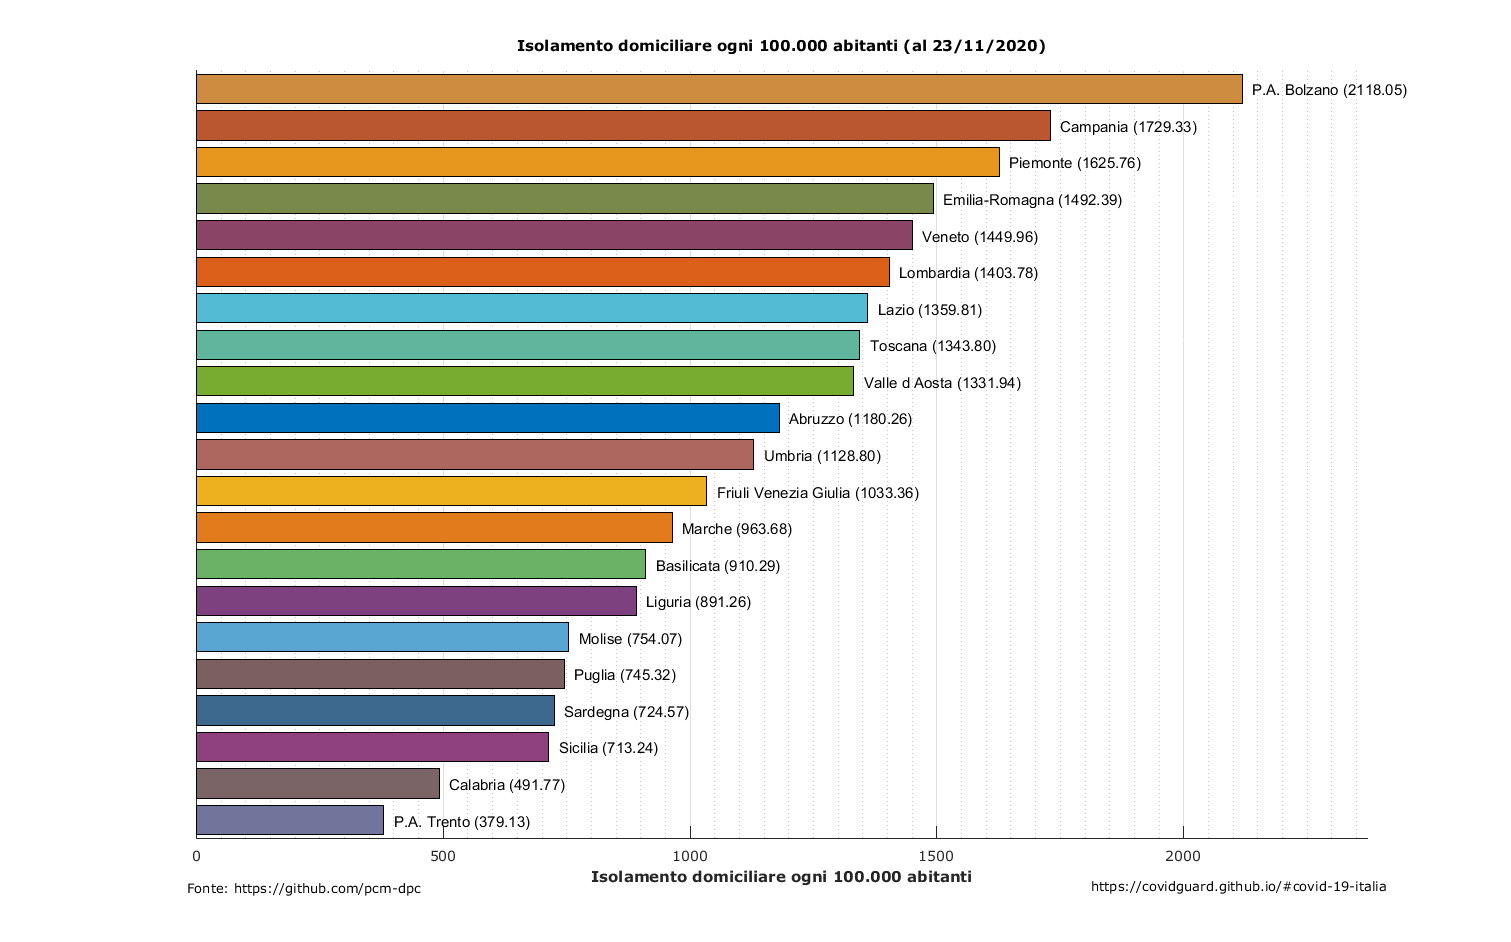 Isolamento domiciliare ogni 100.000 abitanti (al 23/11/2020)
P.A. Bolzano (2118.05)
Campania (1729.33)
Piemonte (1625.76)
Emilia-Romagna (1492.39)
Veneto (1449.96)
Lombardia (1403.78)
Lazio (1359.81)
Toscana (1343.80)
Valle d Aosta (1331.94)
Abruzzo (1180.26)
Umbria (1128.80)
Friuli Venezia Giulia (1033.36)
Marche (963.68)
Basilicata (910.29)
Liguria (891.26)
Molise (754.07)
Puglia (745.32)
Sardegna (724.57)
Sicilia (713.24)
Calabria (491.77)
P.A. Trento (379.13)
0 500 1000 1500 2000
Isolamento domiciliare ogni 100.000 abitanti
Fonte: https://github.com/pcm-dpc
https://covidguard.github.io/#covid-19-italia